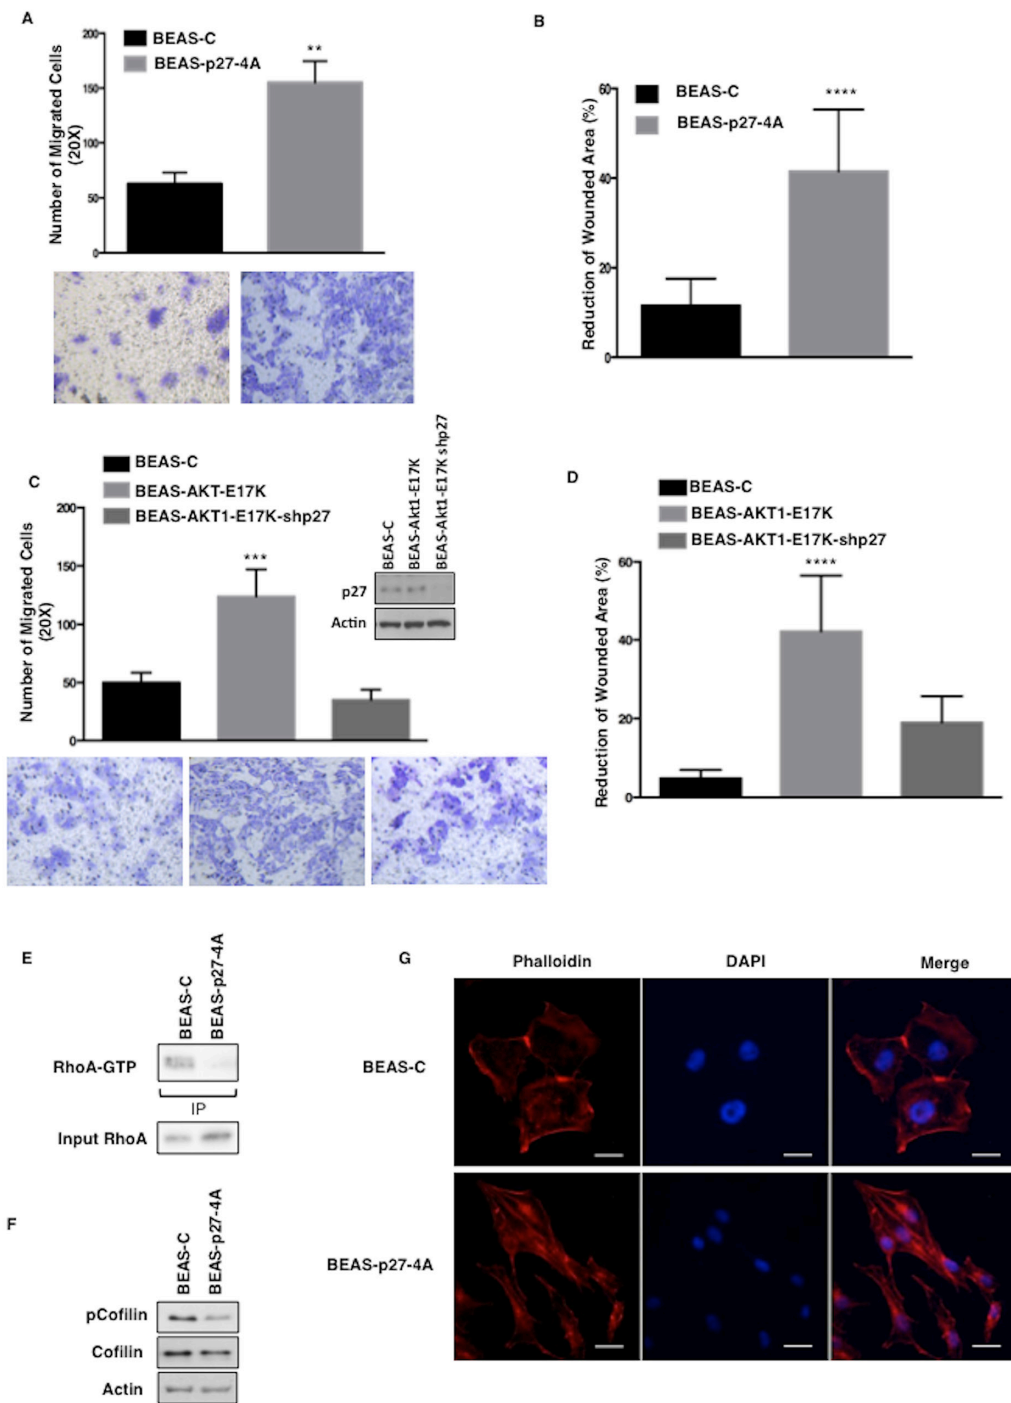 A
BEAS-C
BEAS-p27-4A
Number of Migrated Cells
(20X)
200
150
100
50
0
**
B
BEAS-C
BEAS-p27-4A
Reduction of Wounded Area (%)
60
40
20
0
****
C
BEAS-C
BEAS-AKT-E17K
BEAS-AKT1-E17K-shp27
Number of Migrated Cells
(20X)
200
150
100
50
0
***
BEAS-C
BEAS-Akt1-E17K
BEAS-Akt1-E17K shp27
p27
Actin
D
BEAS-C
BEAS-AKT1-E17K
BEAS-AKT1-E17K-shp27
Reduction of Wounded Area (%)
60
40
20
0
****
E
BEAS-C
BEAS-p27-4A
RhoA-GTP
IP
Input RhoA
F
BEAS-C
BEAS-p27-4A
pCofilin
Cofilin
Actin
G
Phalloidin
DAPI
Merge
BEAS-C
BEAS-p27-4A